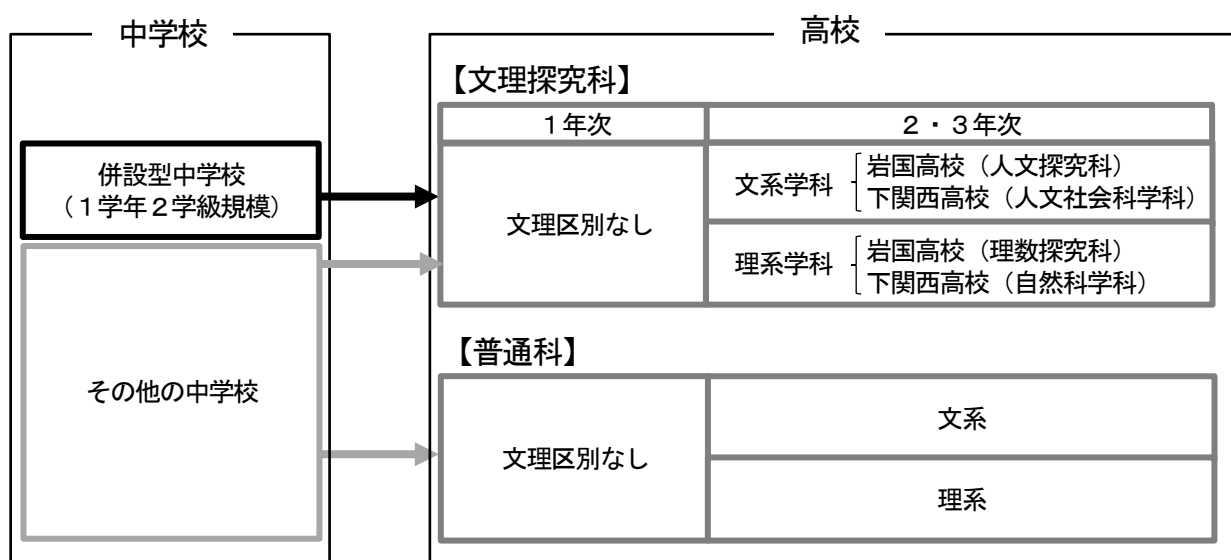 中学校
高校
併設型中学校
（１学年２学級規模）
その他の中学校
【文理探究科】
１年次
２・３年次
文理区別なし
文系学科
岩国高校（人文探究科）
下関西高校（人文社会科学科）
理系学科
岩国高校（理数探究科）
下関西高校（自然科学科）
【普通科】
文理区別なし
文系
理系